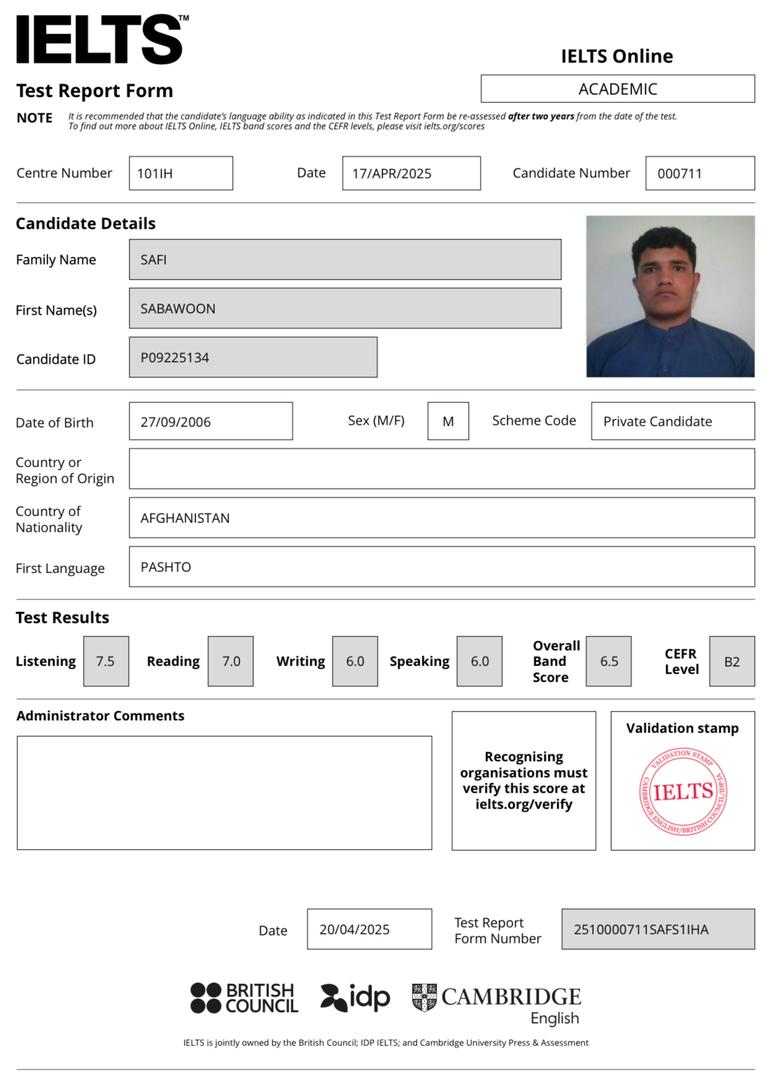 IELTS™
IELTS Online
Test Report Form
ACADEMIC
NOTE
It is recommended that the candidate's language ability as indicated in this Test Report Form be re-assessed after two years from the date of the test.
To find out more about IELTS Online, IELTS band scores and the CEFR levels, please visit ielts.org/scores
Centre Number 101IH Date 17/APR/2025 Candidate Number 000711
Candidate Details
Family Name SAFI
First Name(s) SABAWOON
Candidate ID P09225134
Date of Birth 27/09/2006 Sex (M/F) M Scheme Code Private Candidate
Country or
Region of Origin
Country of
Nationality
AFGHANISTAN
First Language PASHTO
Test Results
Listening 7.5 Reading 7.0 Writing 6.0 Speaking 6.0
Overall
Band
Score
6.5
CEFR
Level
B2
Administrator Comments
Recognising
organisations must
verify this score at
ielts.org/verify
Validation stamp
VALIDATION STAMP
IELTS
CAMBRIDGE ENGLISH/BRITISH COUNCIL/IDP:IA
Date 20/04/2025
Test Report
Form Number
2510000711SAFS1IHA
BRITISH
COUNCIL
idp
CAMBRIDGE
English
IELTS is jointly owned by the British Council; IDP IELTS; and Cambridge University Press & Assessment